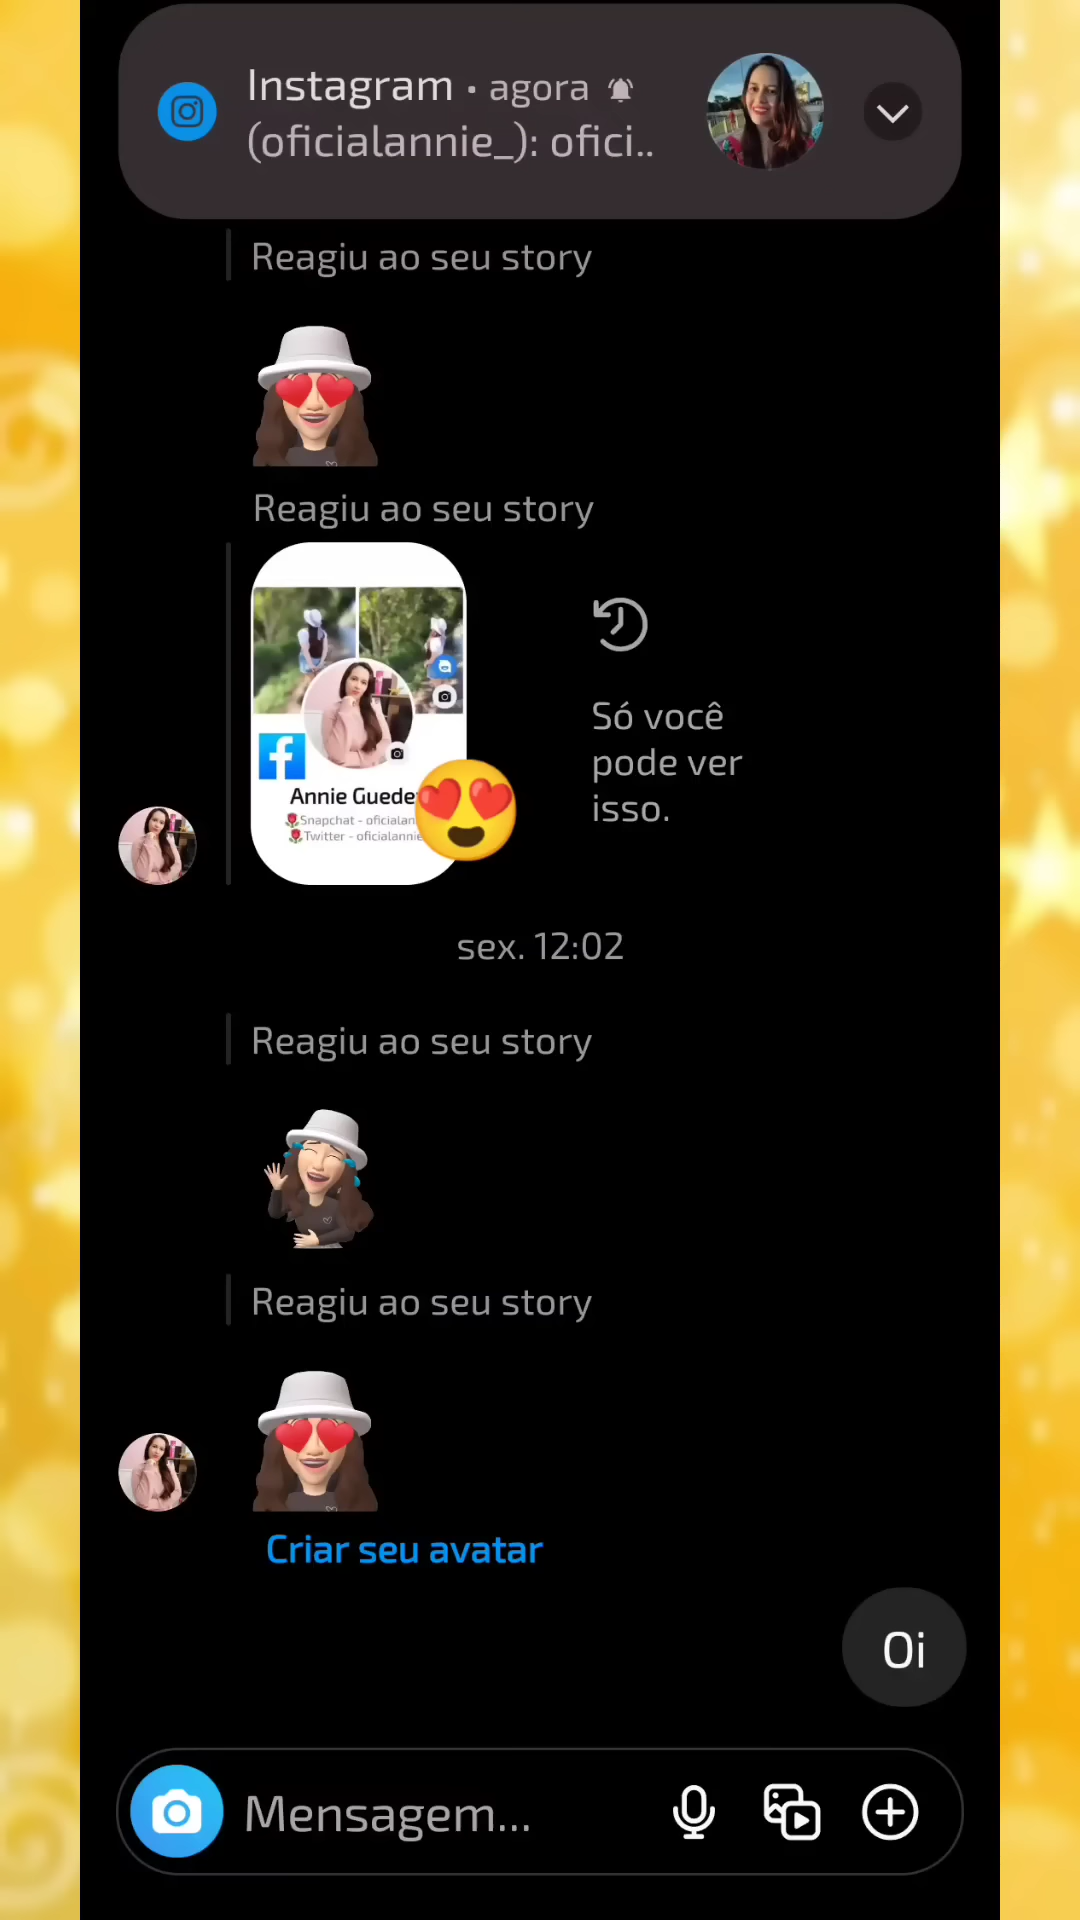 Instagram • agora
(oficialannie_): ofici..
Reagiu ao seu story
Reagiu ao seu story
Só você
pode ver
isso.
Annie Guede
Snapchat - oficialan
Twitter - oficialannie
sex. 12:02
Reagiu ao seu story
Reagiu ao seu story
Criar seu avatar
Oi
Mensagem...